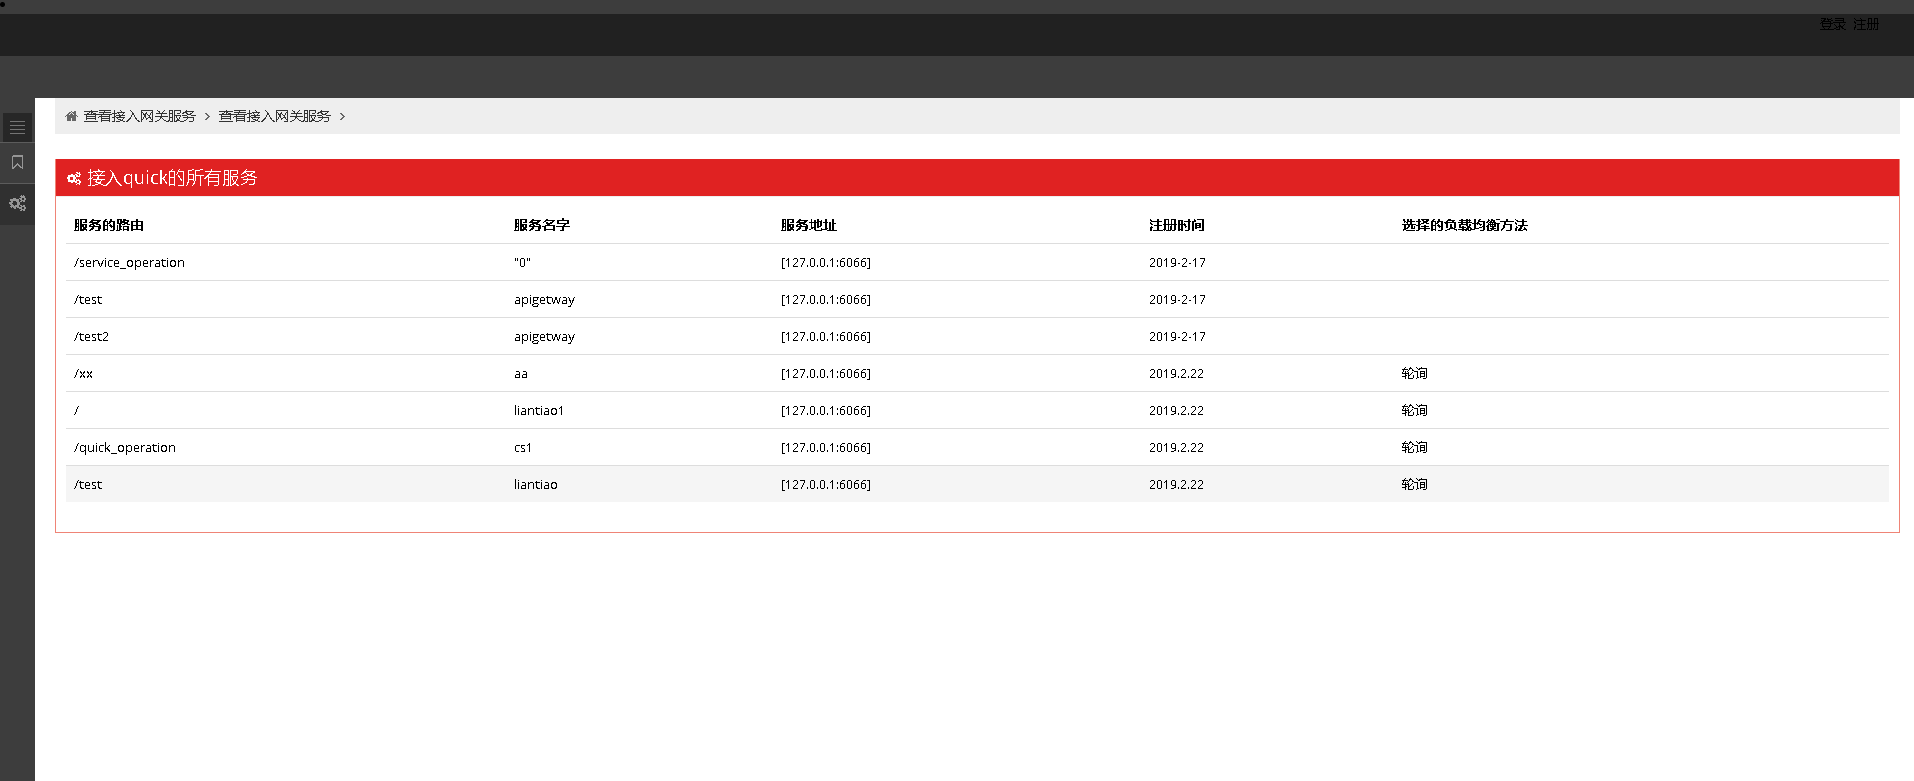 登录 注册
查看接入网关服务 查看接入网关服务
接入quick的所有服务
服务的路由 服务名字 服务地址 注册时间 选择的负载均衡方法
/service_operation "0" [127.0.0.1:6066] 2019-2-17
/test apigetway [127.0.0.1:6066] 2019-2-17
/test2 apigetway [127.0.0.1:6066] 2019-2-17
/xx aa [127.0.0.1:6066] 2019.2.22 轮询
/ liantiao1 [127.0.0.1:6066] 2019.2.22 轮询
/quick_operation cs1 [127.0.0.1:6066] 2019.2.22 轮询
/test liantiao [127.0.0.1:6066] 2019.2.22 轮询